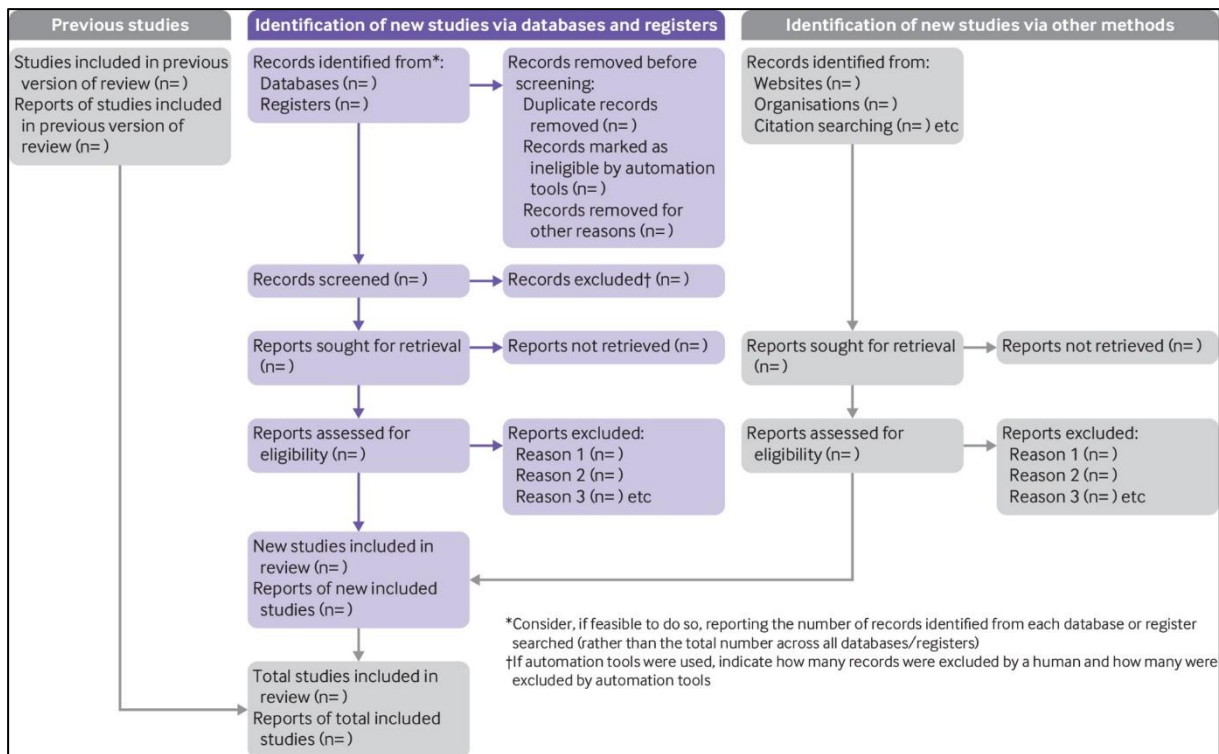 Previous studies
Studies included in previous
version of review (n= )
Reports of studies included
in previous version of
review (n= )
Identification of new studies via databases and registers
Records identified from*:
Databases (n= )
Registers (n= )
Records removed before
screening:
Duplicate records
removed (n= )
Records marked as
ineligible by automation
tools (n= )
Records removed for
other reasons (n= )
Records screened (n= )
Records excluded† (n= )
Reports sought for retrieval
(n= )
Reports not retrieved (n= )
Reports assessed for
eligibility (n= )
Reports excluded:
Reason 1 (n= )
Reason 2 (n= )
Reason 3 (n= ) etc
New studies included in
review (n= )
Reports of new included
studies (n= )
Total studies included in
review (n= )
Reports of total included
studies (n= )
Identification of new studies via other methods
Records identified from:
Websites (n= )
Organisations (n= )
Citation searching (n= ) etc
Reports sought for retrieval
(n= )
Reports not retrieved (n= )
Reports assessed for
eligibility (n= )
Reports excluded:
Reason 1 (n= )
Reason 2 (n= )
Reason 3 (n= ) etc
*Consider, if feasible to do so, reporting the number of records identified from each database or register
searched (rather than the total number across all databases/registers)
†If automation tools were used, indicate how many records were excluded by a human and how many were
excluded by automation tools